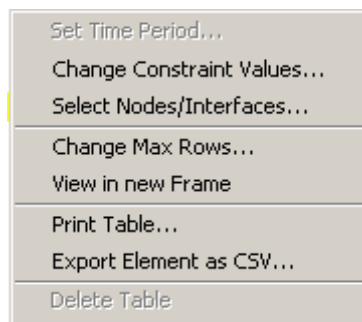 Set Time Period...
Change Constraint Values...
Select Nodes/Interfaces...
Change Max Rows...
View in new Frame
Print Table...
Export Element as CSV...
Delete Table